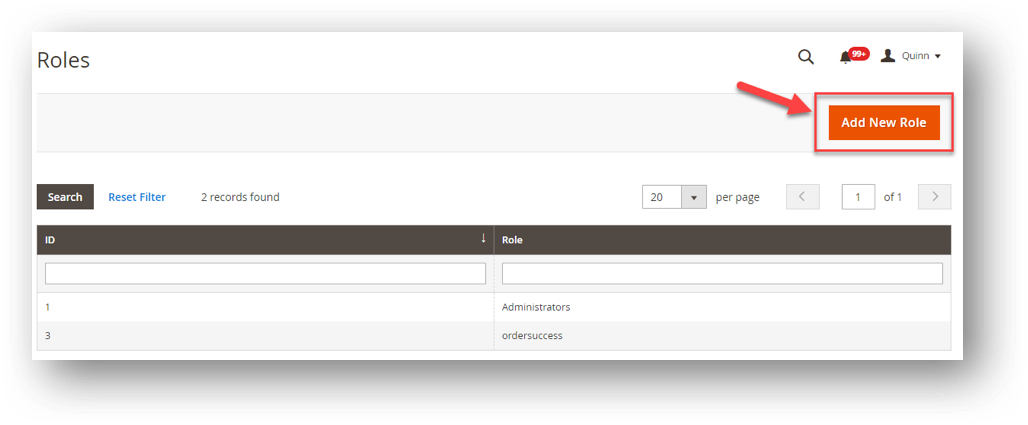 Roles
99+
Quinn
Add New Role
Search Reset Filter 2 records found 20 per page 1 of 1
ID Role
1 Administrators
3 ordersuccess